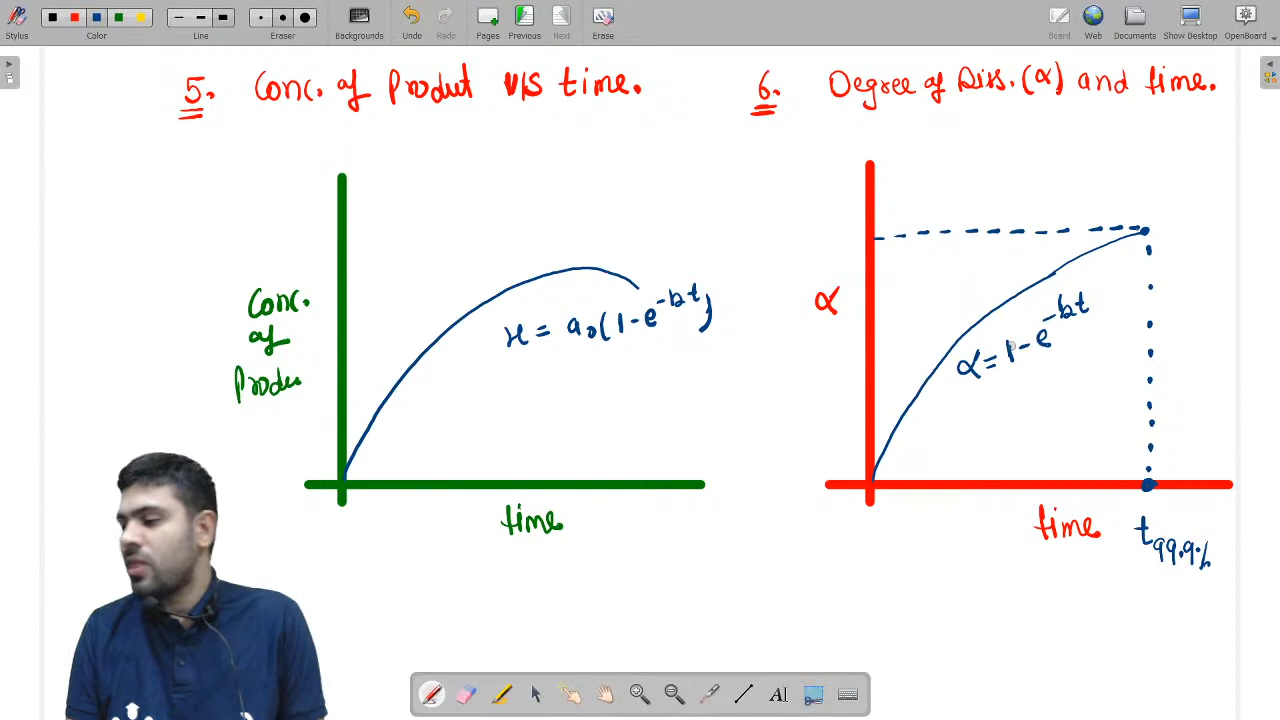 Stylus Color Line Eraser Backgrounds Undo Redo Pages Previous Next Erase Board Web Documents Show Desktop OpenBoard
5. Conc. of Product v/s time.
6. Degree of Diss. (α) and time.
Conc.
of
Produ
x = a₀(1-e^-kt)
time
α
α = 1-e^-kt
time
t99.9%